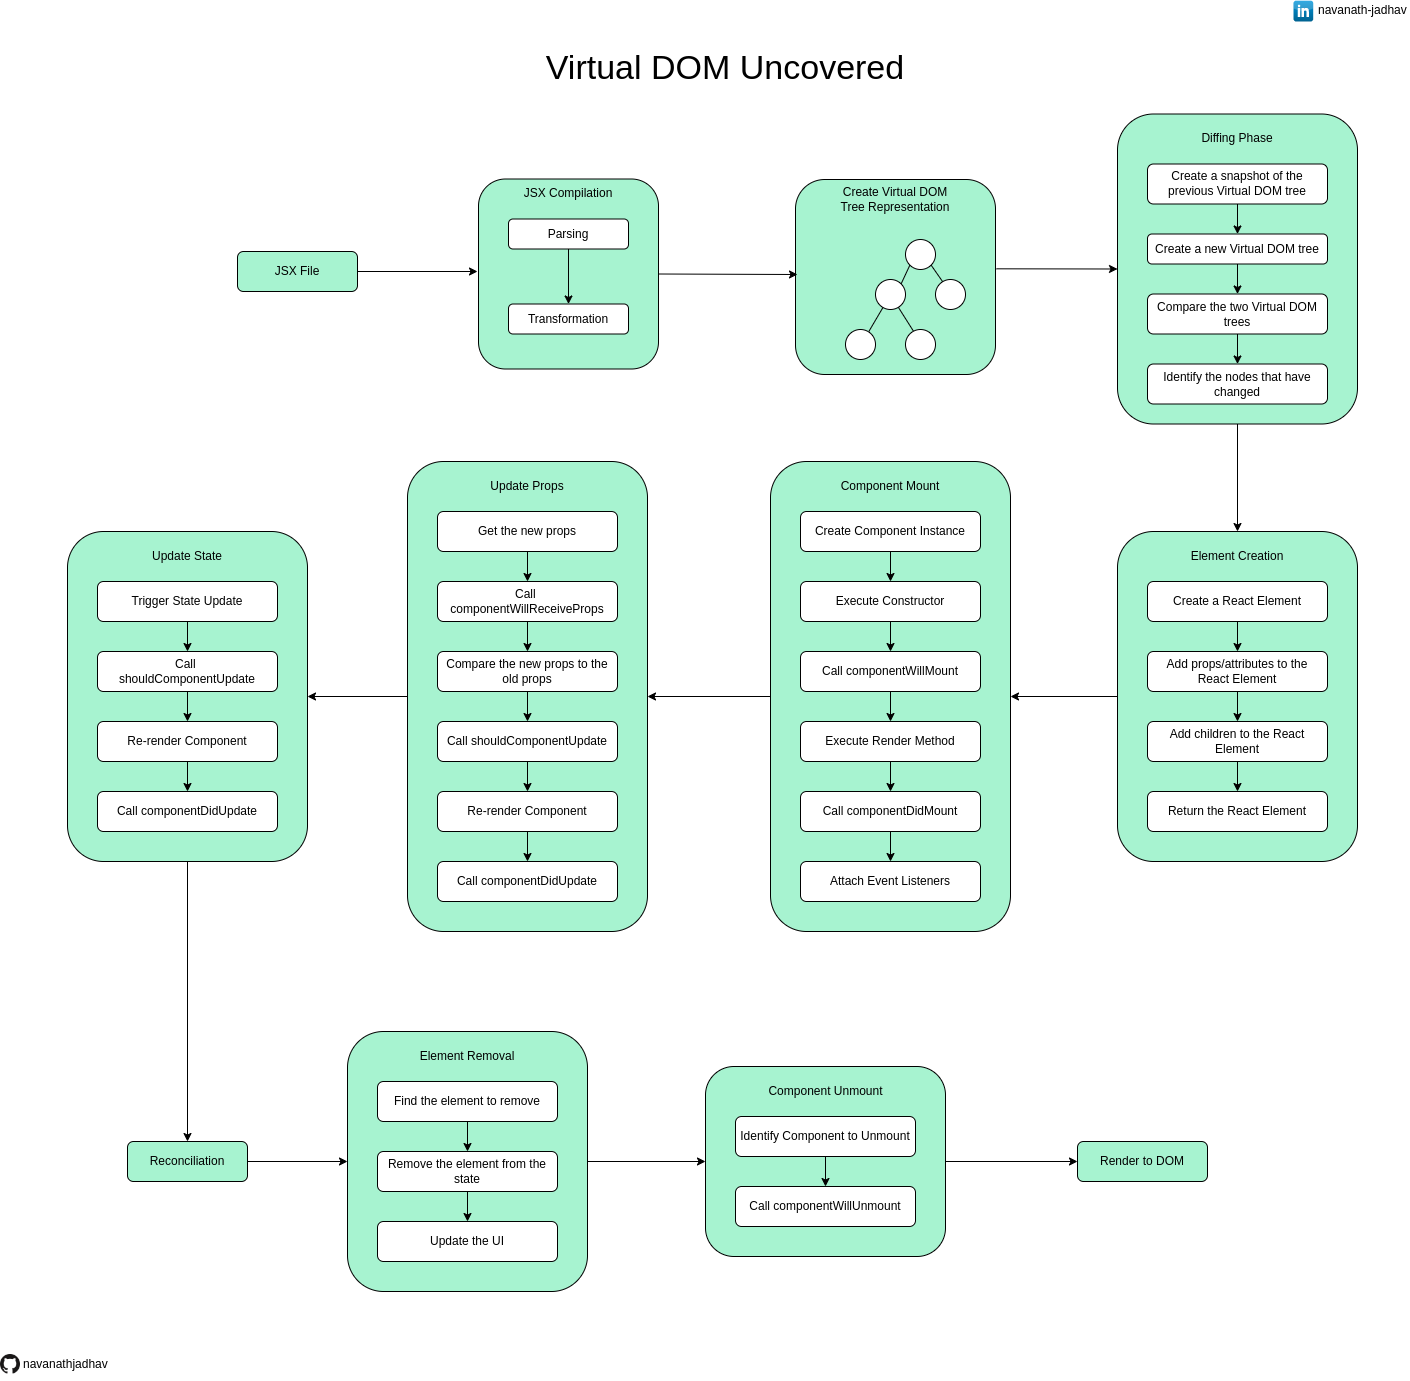 in navanath-jadhav
Virtual DOM Uncovered
JSX File
JSX Compilation
Parsing
Transformation
Create Virtual DOM
Tree Representation
Diffing Phase
Create a snapshot of the
previous Virtual DOM tree
Create a new Virtual DOM tree
Compare the two Virtual DOM
trees
Identify the nodes that have
changed
Element Creation
Create a React Element
Add props/attributes to the
React Element
Add children to the React
Element
Return the React Element
Component Mount
Create Component Instance
Execute Constructor
Call componentWillMount
Execute Render Method
Call componentDidMount
Attach Event Listeners
Update Props
Get the new props
Call
componentWillReceiveProps
Compare the new props to the
old props
Call shouldComponentUpdate
Re-render Component
Call componentDidUpdate
Update State
Trigger State Update
Call
shouldComponentUpdate
Re-render Component
Call componentDidUpdate
Reconciliation
Element Removal
Find the element to remove
Remove the element from the
state
Update the UI
Component Unmount
Identify Component to Unmount
Call componentWillUnmount
Render to DOM
navanathjadhav